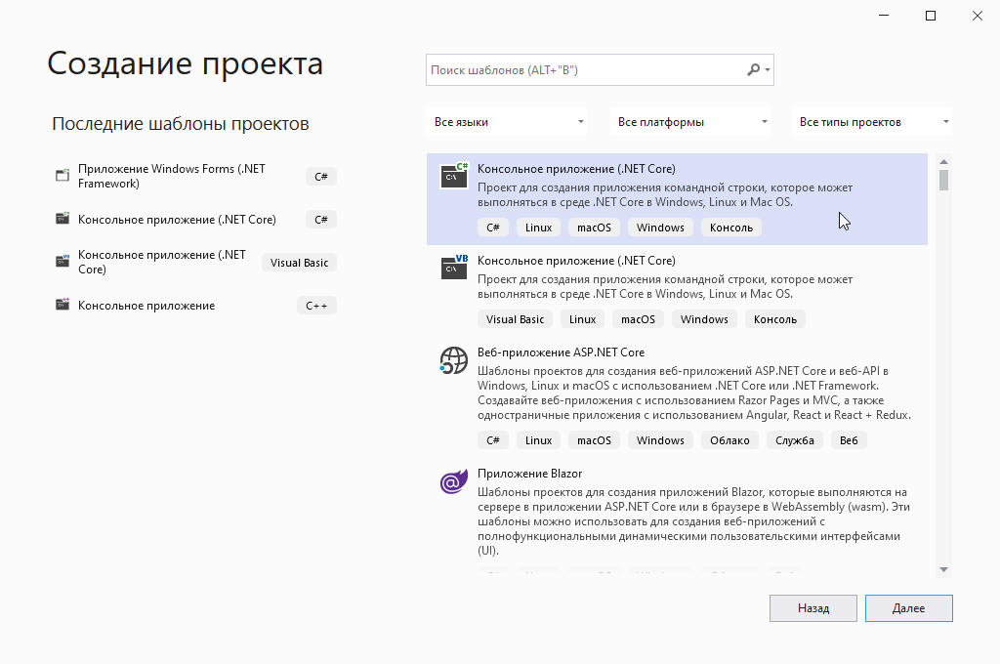 Создание проекта
Последние шаблоны проектов
Приложение Windows Forms (.NET
Framework)
C#
Консольное приложение (.NET Core)
C#
Консольное приложение (.NET
Core)
Visual Basic
Консольное приложение
C++
Поиск шаблонов (ALT+"B")
Все языки
Все платформы
Все типы проектов
C#
C:\
Консольное приложение (.NET Core)
Проект для создания приложения командной строки, которое может
выполняться в среде .NET Core в Windows, Linux и Mac OS.
C# Linux macOS Windows Консоль
VB
C:\
Консольное приложение (.NET Core)
Проект для создания приложения командной строки, которое может
выполняться в среде .NET Core в Windows, Linux и Mac OS.
Visual Basic Linux macOS Windows Консоль
Веб-приложение ASP.NET Core
Шаблоны проектов для создания веб-приложений ASP.NET Core и веб-API в
Windows, Linux и macOS с использованием .NET Core или .NET Framework.
Создавайте веб-приложения с использованием Razor Pages и MVC, а также
одностраничные приложения с использованием Angular, React и React + Redux.
C# Linux macOS Windows Облако Служба Веб
@
Приложение Blazor
Шаблоны проектов для создания приложений Blazor, которые выполняются на
сервере в приложении ASP.NET Core или в браузере в WebAssembly (wasm). Эти
шаблоны можно использовать для создания веб-приложений с
полнофункциональными динамическими пользовательскими интерфейсами
(UI).
Назад
Далее